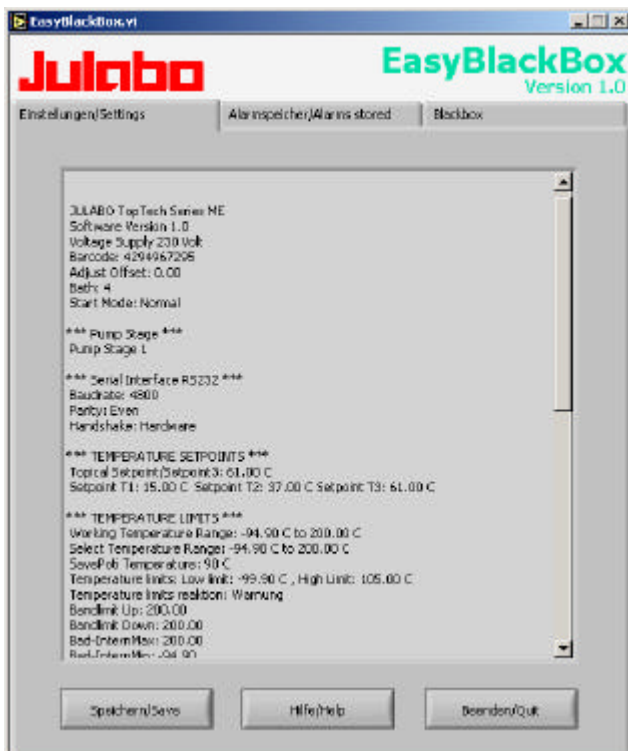 EasyBlackBox.vi
Julabo
EasyBlackBox
Version 1.0
Einstellungen/Settings
Alarmspeicher/Alarms stored
Blackbox
JULABO TopTech Series ME
Software Version 1.0
Voltage Supply 230 Volt
Barcode: 4294967295
Adjust Offset: 0.00
Bath: 4
Start Mode: Normal
*** Pump Stage ***
Pump Stage 1
*** Serial Interface RS232 ***
Baudrate: 4800
Parity: Even
Handshake: Hardware
*** TEMPERATURE SETPOINTS ***
Topical Setpoint/Setpoint3: 61.00 C
Setpoint T1: 15.00 C Setpoint T2: 37.00 C Setpoint T3: 61.00 C
*** TEMPERATURE LIMITS ***
Working Temperature Range: -94.90 C to 200.00 C
Select Temperature Range: -94.90 C to 200.00 C
SavePoti Temperature: 90 C
Temperature limits: Low limit: -99.90 C , High Limit: 105.00 C
Temperature limits reaktion: Warnung
Bandlimit Up: 200.00
Bandlimit Down: 200.00
Bad-InternMax: 200.00
Bad-InternMin: -94.90
Speichern/Save
Hilfe/Help
Beenden/Quit